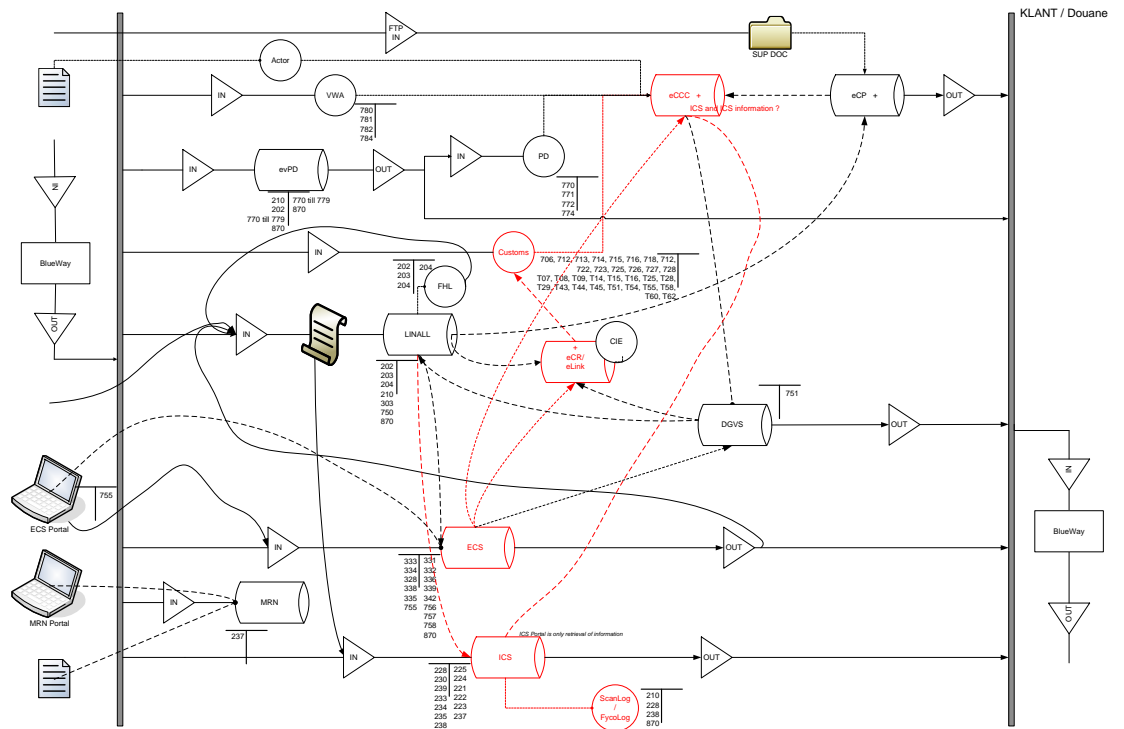 KLANT / Douane
FTP
IN
SUP DOC
Actor
IN
VWA
780
781
782
784
eCCC +
ICS and ICS information ?
eCP +
OUT
IN
evPD
OUT
IN
PD
210
202
770 till 779
870
770 till 779
870
770
771
772
774
IN
BlueWay
OUT
IN
Customs
706, 712, 713, 714, 715, 716, 718, 712,
722, 723, 725, 726, 727, 728
T07, T08, T09, T14, T15, T16, T25, T28,
T29, T43, T44, T45, T51, T54, T55, T58,
T60, T62
202
203
204
204
FHL
IN
LINALL
+
eCR/
eLink
CIE
202
203
204
210
303
750
870
DGVS
751
OUT
755
ECS Portal
IN
ECS
OUT
333
334
328
338
335
755
331
332
336
339
342
756
757
758
870
IN
BlueWay
OUT
MRN Portal
IN
MRN
237
IN
ICS
ICS Portal is only retrieval of information
OUT
228
230
239
233
234
235
238
225
224
221
222
223
237
ScanLog
/
FycoLog
210
228
238
870